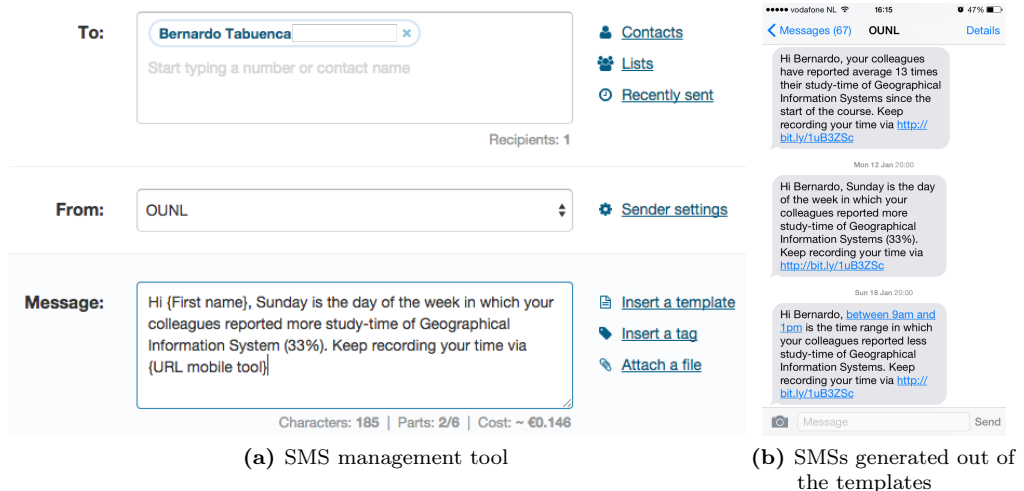 To:
Bernardo Tabuenca ×
Start typing a number or contact name
Recipients: 1
Contacts
Lists
Recently sent
From:
OUNL
Sender settings
Message:
Hi {First name}, Sunday is the day of the week in which your
colleagues reported more study-time of Geographical
Information System (33%). Keep recording your time via
{URL mobile tool}
Characters: 185 | Parts: 2/6 | Cost: ~ €0.146
Insert a template
Insert a tag
Attach a file
(a) SMS management tool
vodafone NL 16:15 47%
Messages (67) OUNL Details
Hi Bernardo, your colleagues
have reported average 13 times
their study-time of Geographical
Information Systems since the
start of the course. Keep
recording your time via http://
bit.ly/1uB3ZSc
Mon 12 Jan 20:00
Hi Bernardo, Sunday is the day
of the week in which your
colleagues reported more
study-time of Geographical
Information Systems (33%).
Keep recording your time via
http://bit.ly/1uB3ZSc
Sun 18 Jan 20:00
Hi Bernardo, between 9am and
1pm is the time range in which
your colleagues reported less
study-time of Geographical
Information Systems. Keep
recording your time via http://
bit.ly/1uB3ZSc
Message Send
(b) SMSs generated out of
the templates